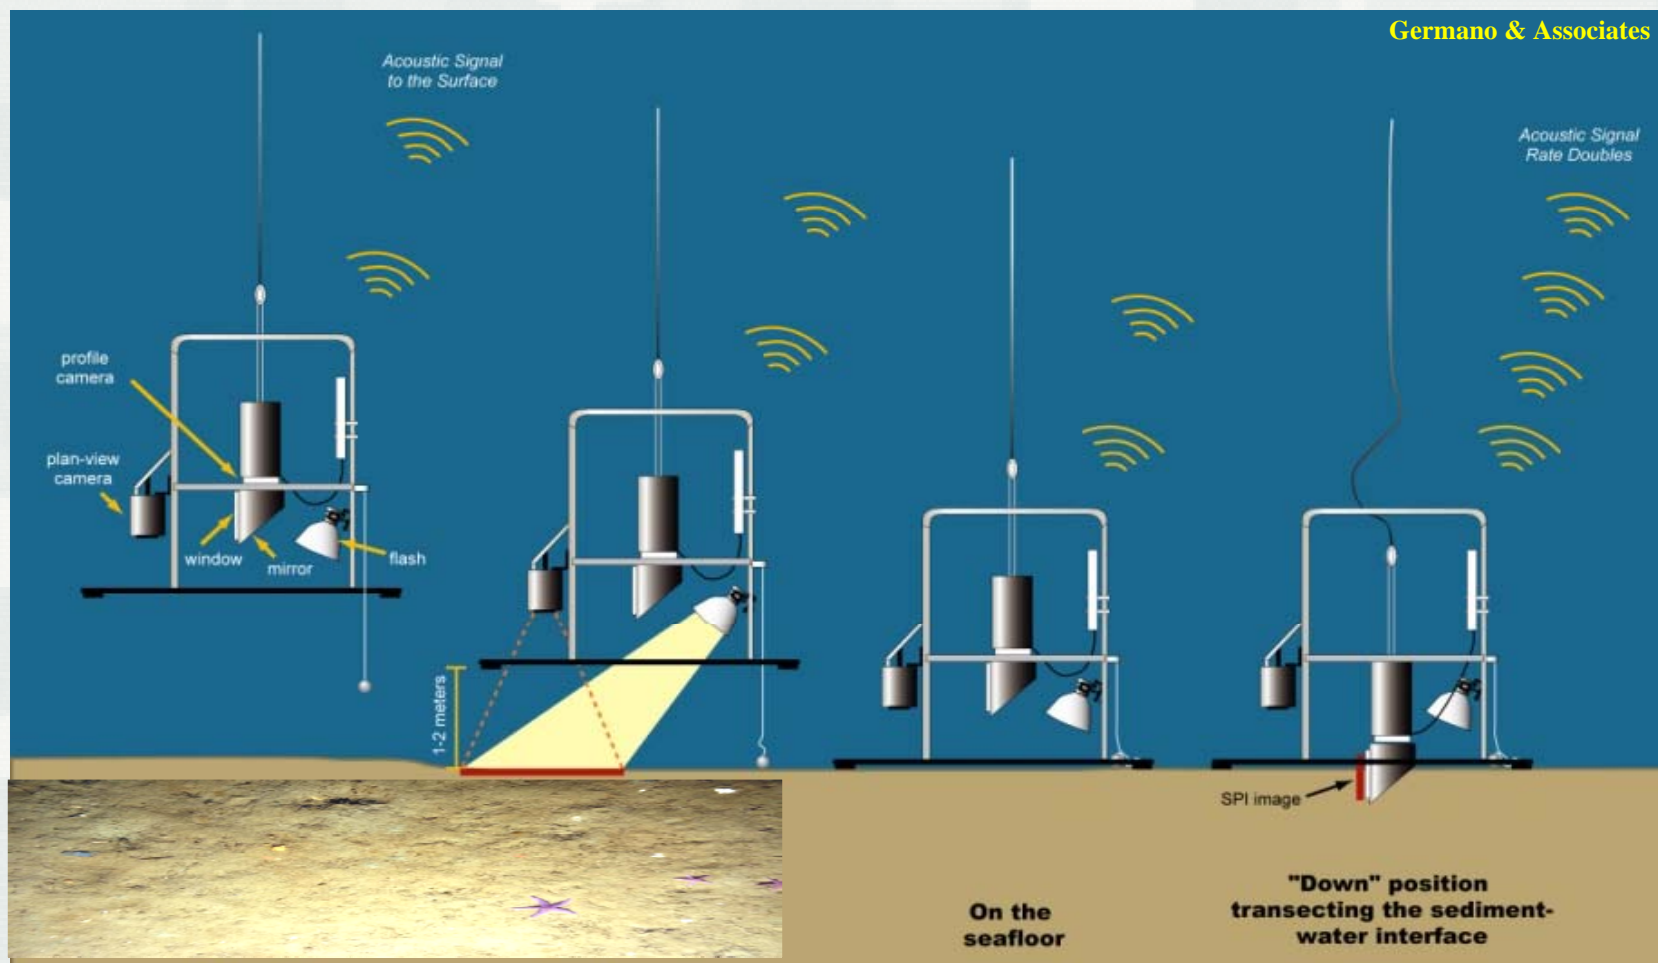 Germano & Associates
Acoustic Signal
to the Surface
Acoustic Signal
Rate Doubles
profile
camera
plan-view
camera
window
mirror
flash
1-2 meters
SPI image
On the
seafloor
"Down" position
transecting the sediment-
water interface